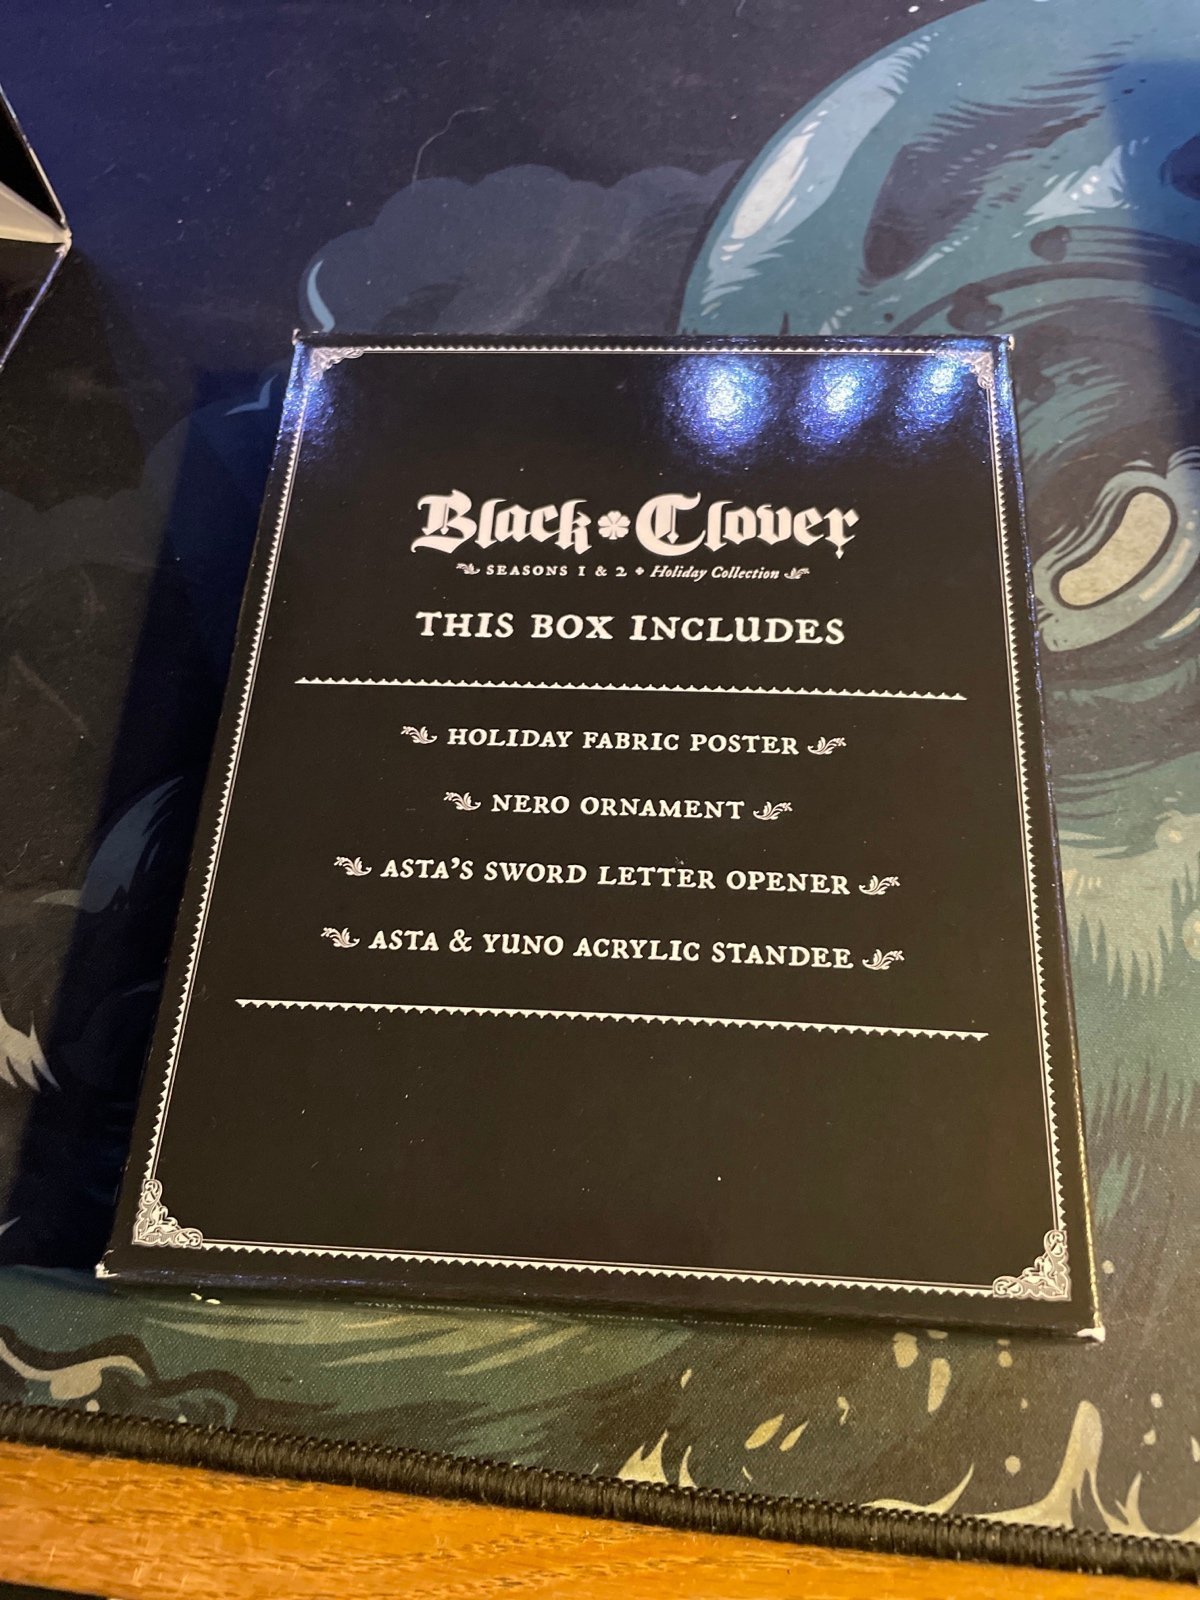 Black Clover
SEASONS 1 & 2 Holiday Collection
THIS BOX INCLUDES
HOLIDAY FABRIC POSTER
NERO ORNAMENT
ASTA'S SWORD LETTER OPENER
ASTA & YUNO ACRYLIC STANDEE